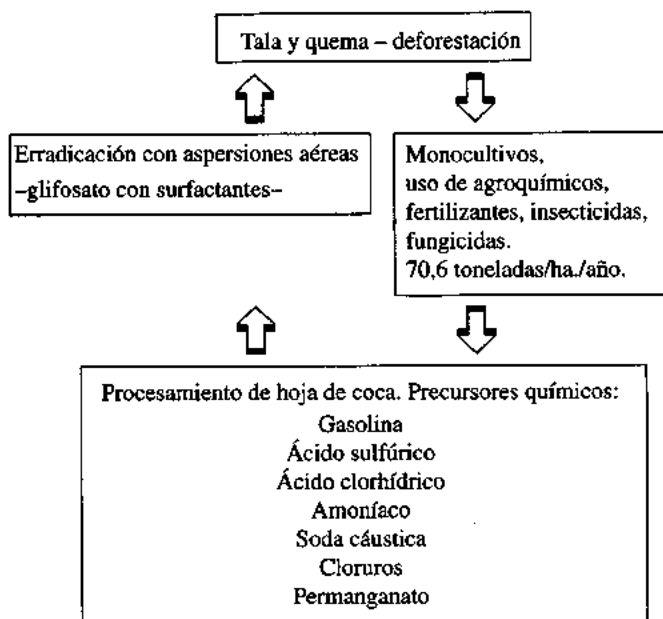 Tala y quema – deforestación
Erradicación con aspersiones aéreas
–glifosato con surfactantes–
Monocultivos,
uso de agroquímicos,
fertilizantes, insecticidas,
fungicidas.
70,6 toneladas/ha./año.
Procesamiento de hoja de coca. Precursores químicos:
Gasolina
Ácido sulfúrico
Ácido clorhídrico
Amoníaco
Soda cáustica
Cloruros
Permanganato